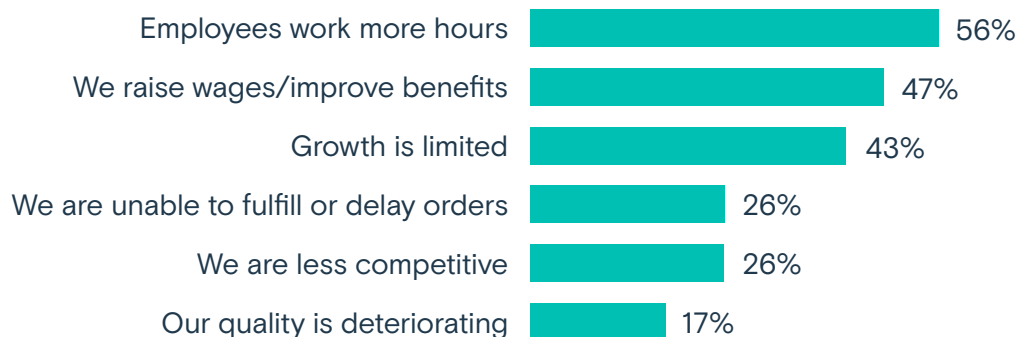 Employees work more hours 56%
We raise wages/improve benefits 47%
Growth is limited 43%
We are unable to fulfill or delay orders 26%
We are less competitive 26%
Our quality is deteriorating 17%